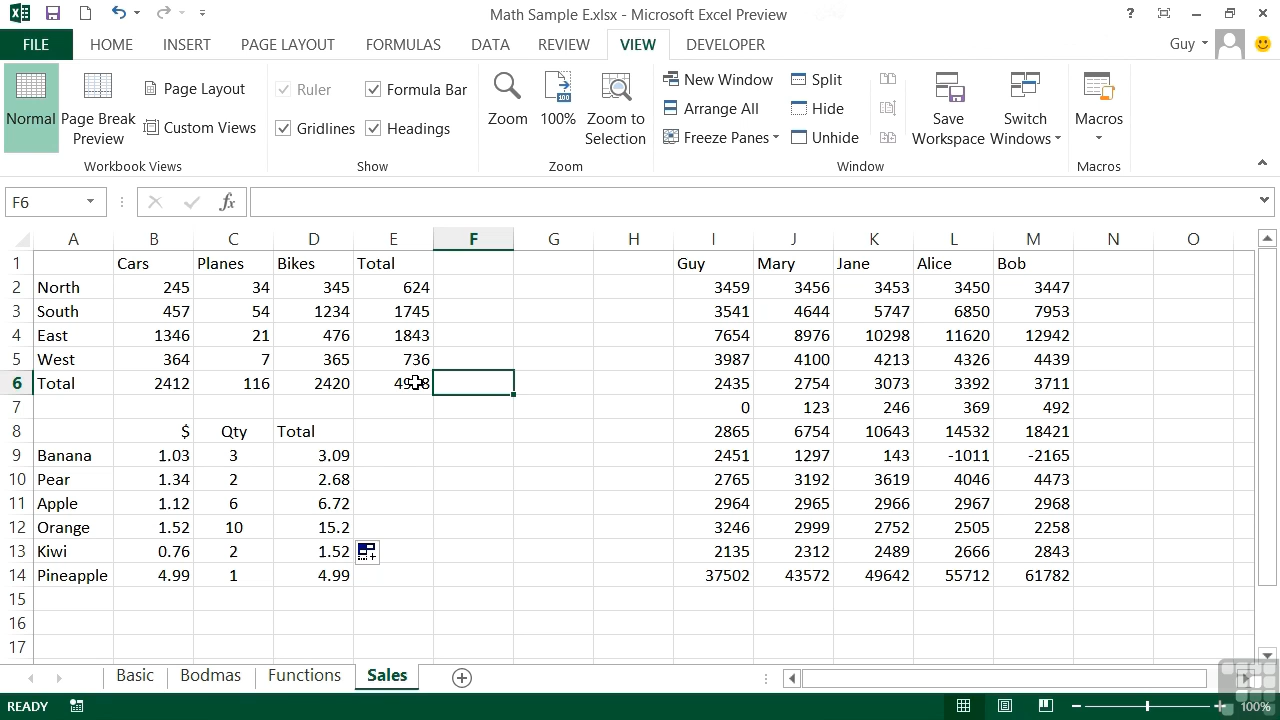 Math Sample E.xlsx - Microsoft Excel Preview
FILE HOME INSERT PAGE LAYOUT FORMULAS DATA REVIEW VIEW DEVELOPER Guy
Normal
Page Break Preview
Page Layout
Custom Views
Workbook Views
Ruler
Formula Bar
Gridlines
Headings
Show
Zoom
100%
Zoom to Selection
Zoom
New Window
Arrange All
Freeze Panes
Split
Hide
Unhide
Save Workspace
Switch Windows
Window
Macros
Macros
F6 fx
A B C D E F G H I J K L M N O
1 Cars Planes Bikes Total Guy Mary Jane Alice Bob
2 North 245 34 345 624 3459 3456 3453 3450 3447
3 South 457 54 1234 1745 3541 4644 5747 6850 7953
4 East 1346 21 476 1843 7654 8976 10298 11620 12942
5 West 364 7 365 736 3987 4100 4213 4326 4439
6 Total 2412 116 2420 2435 2754 3073 3392 3711
7 0 123 246 369 492
8 $ Qty Total 2865 6754 10643 14532 18421
9 Banana 1.03 3 3.09 2451 1297 143 -1011 -2165
10 Pear 1.34 2 2.68 2765 3192 3619 4046 4473
11 Apple 1.12 6 6.72 2964 2965 2966 2967 2968
12 Orange 1.52 10 15.2 3246 2999 2752 2505 2258
13 Kiwi 0.76 2 1.52 2135 2312 2489 2666 2843
14 Pineapple 4.99 1 4.99 37502 43572 49642 55712 61782
15
16
17
Basic Bodmas Functions Sales
READY 100%